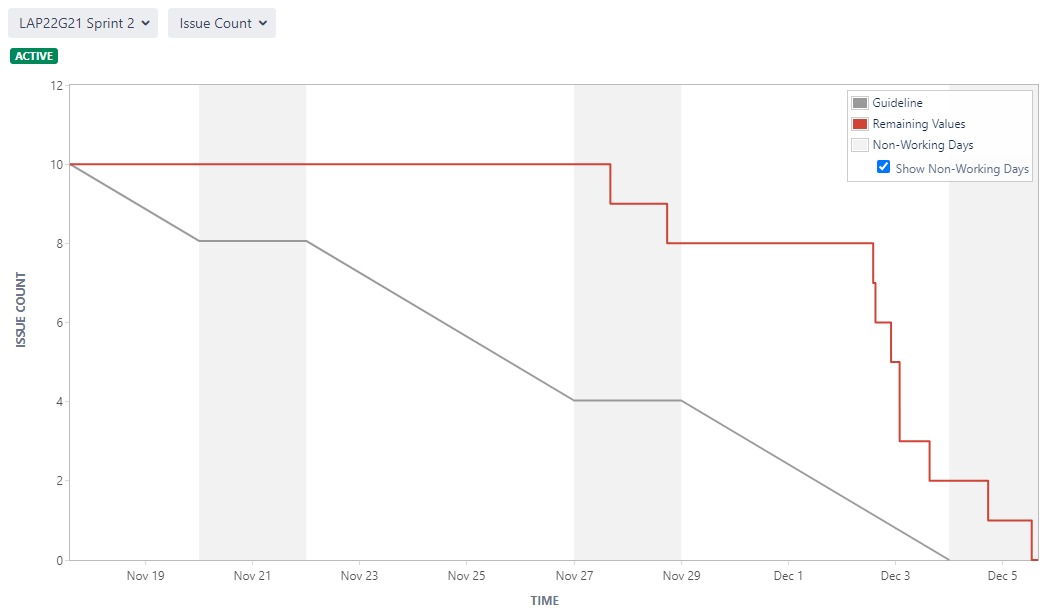 LAP22G21 Sprint 2 Issue Count
ACTIVE
12
10
8
6
4
2
0
ISSUE COUNT
Guideline
Remaining Values
Non-Working Days
Show Non-Working Days
Nov 19 Nov 21 Nov 23 Nov 25 Nov 27 Nov 29 Dec 1 Dec 3 Dec 5
TIME